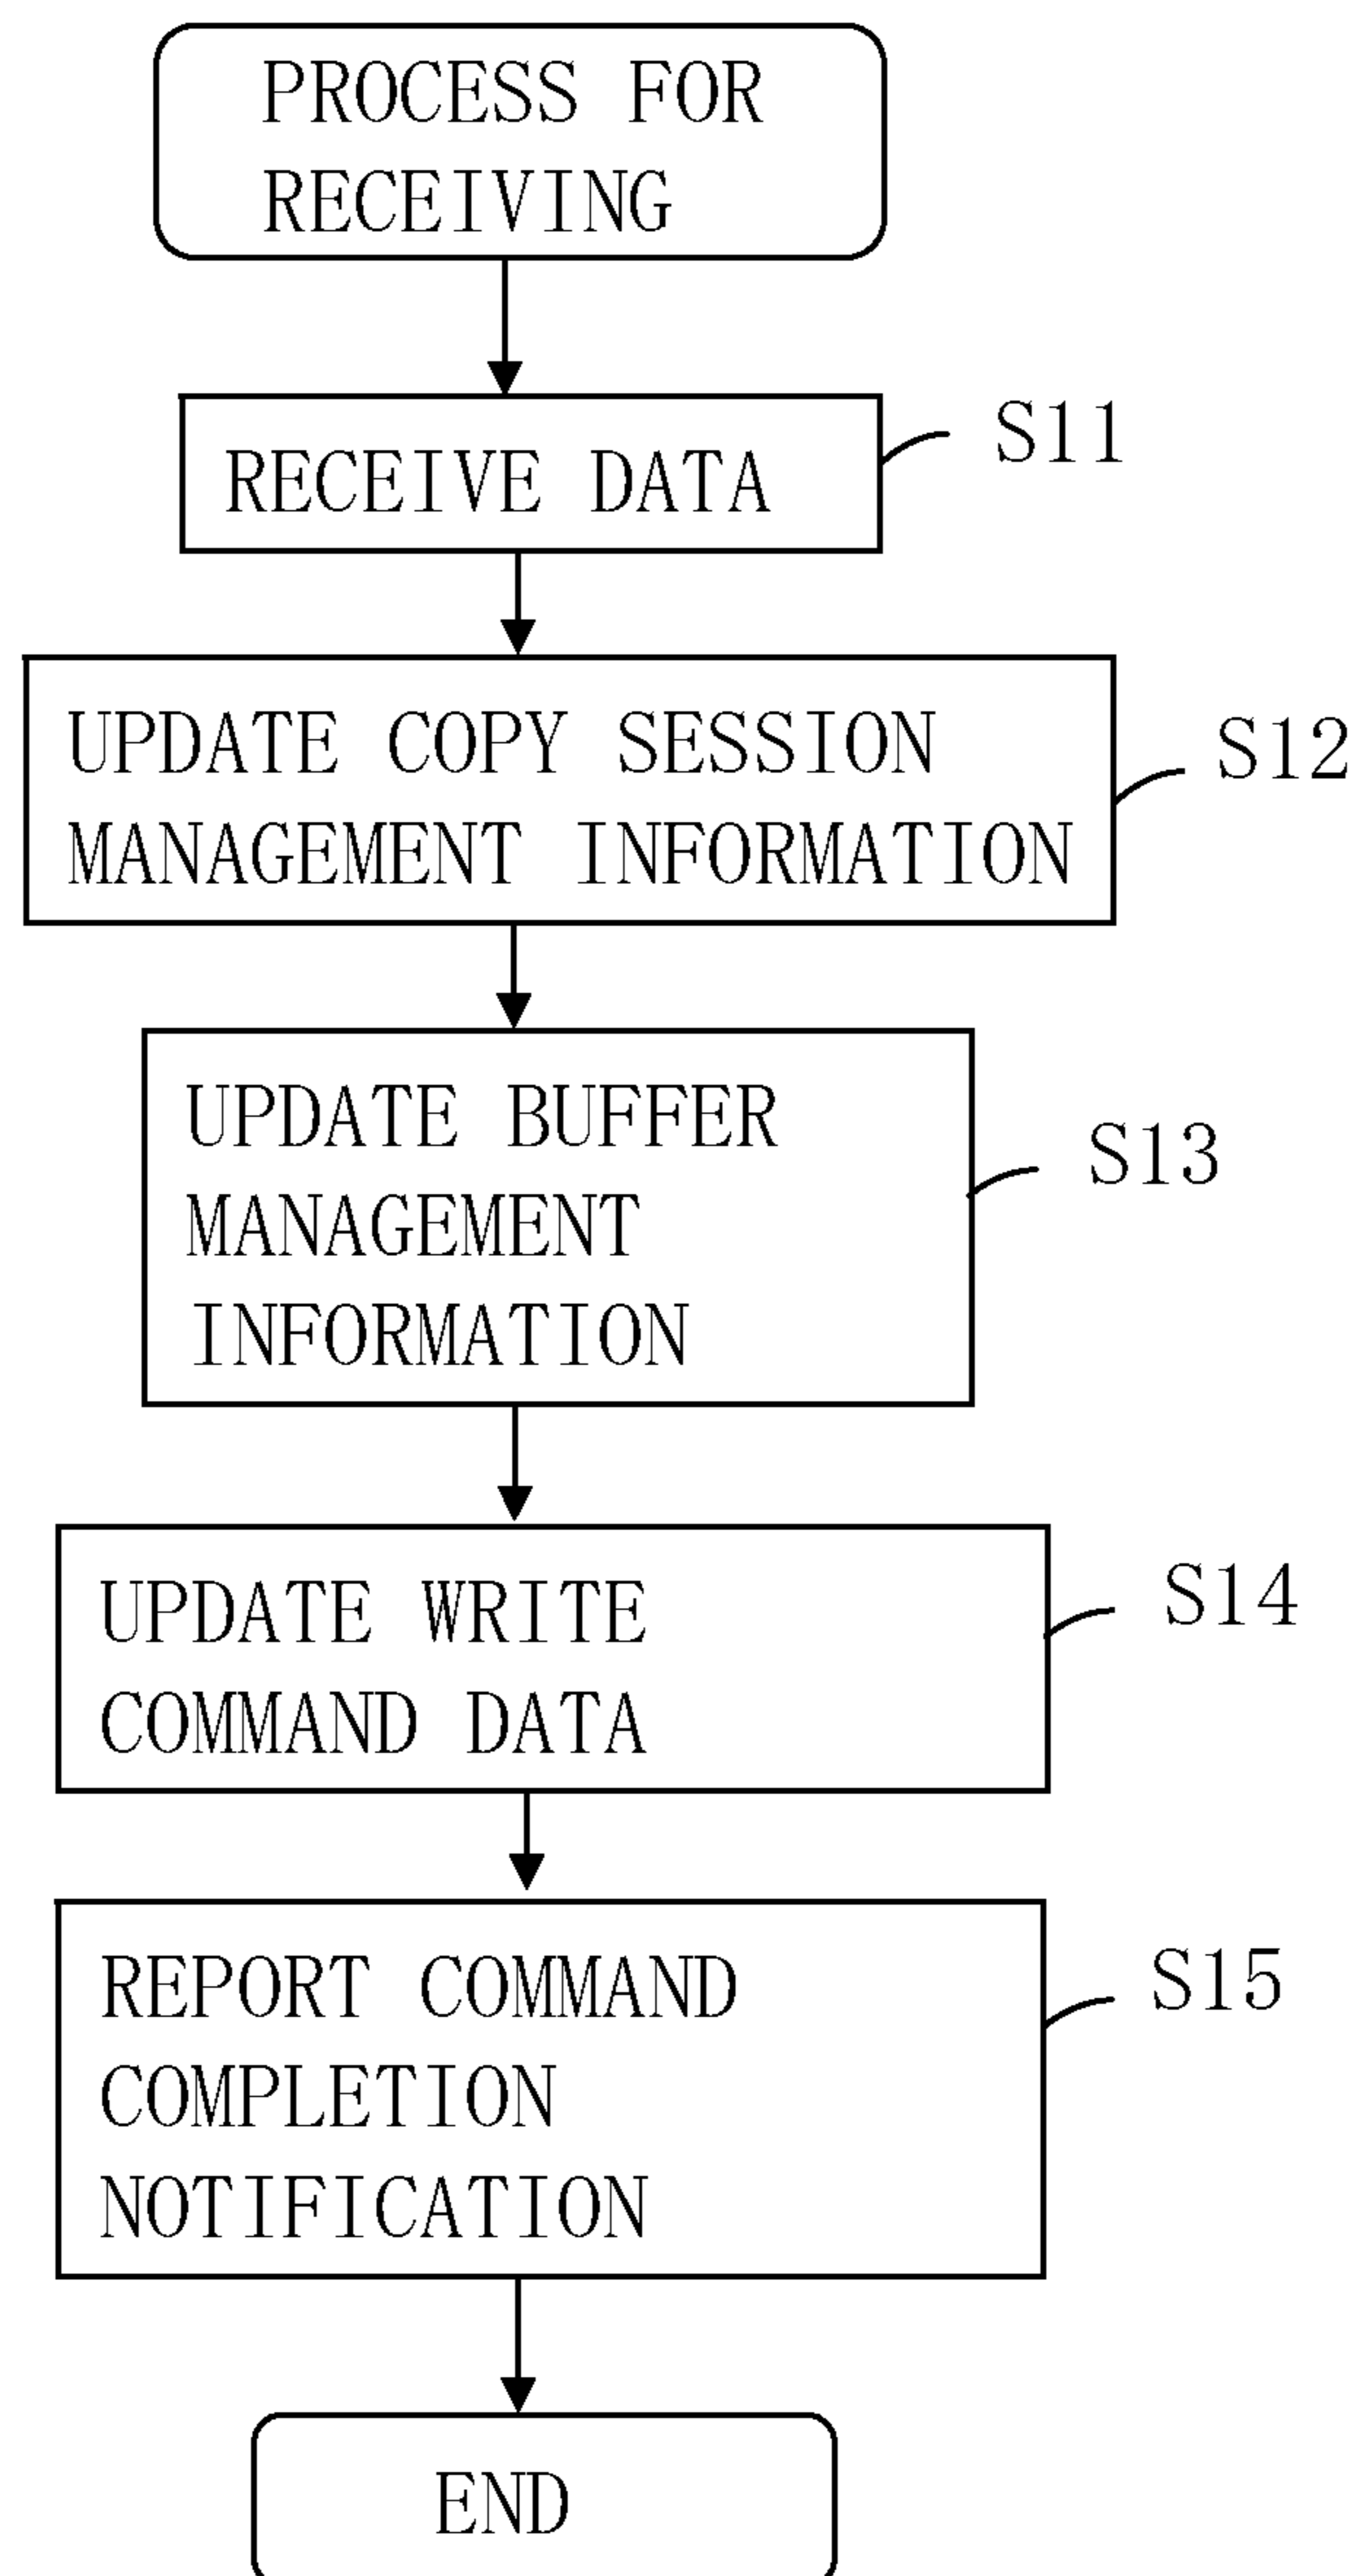 PROCESS FOR
RECEIVING
RECEIVE DATA
S11
UPDATE COPY SESSION
MANAGEMENT INFORMATION
S12
UPDATE BUFFER
MANAGEMENT
INFORMATION
S13
UPDATE WRITE
COMMAND DATA
S14
REPORT COMMAND
COMPLETION
NOTIFICATION
S15
END